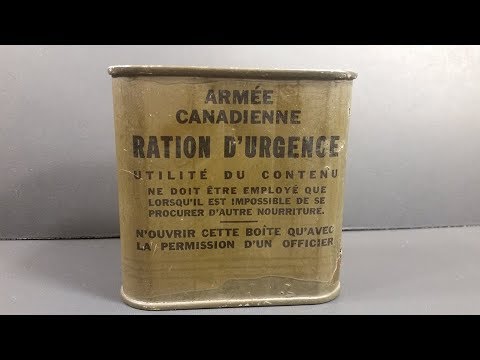 ARMÉE
CANADIENNE
RATION D'URGENCE
UTILITÉ DU CONTENU
NE DOIT ÊTRE EMPLOYÉ QUE
LORSQU'IL EST IMPOSSIBLE DE SE
PROCURER D'AUTRE NOURRITURE.
N'OUVRIR CETTE BOÎTE QU'AVEC
LA PERMISSION D'UN OFFICIER